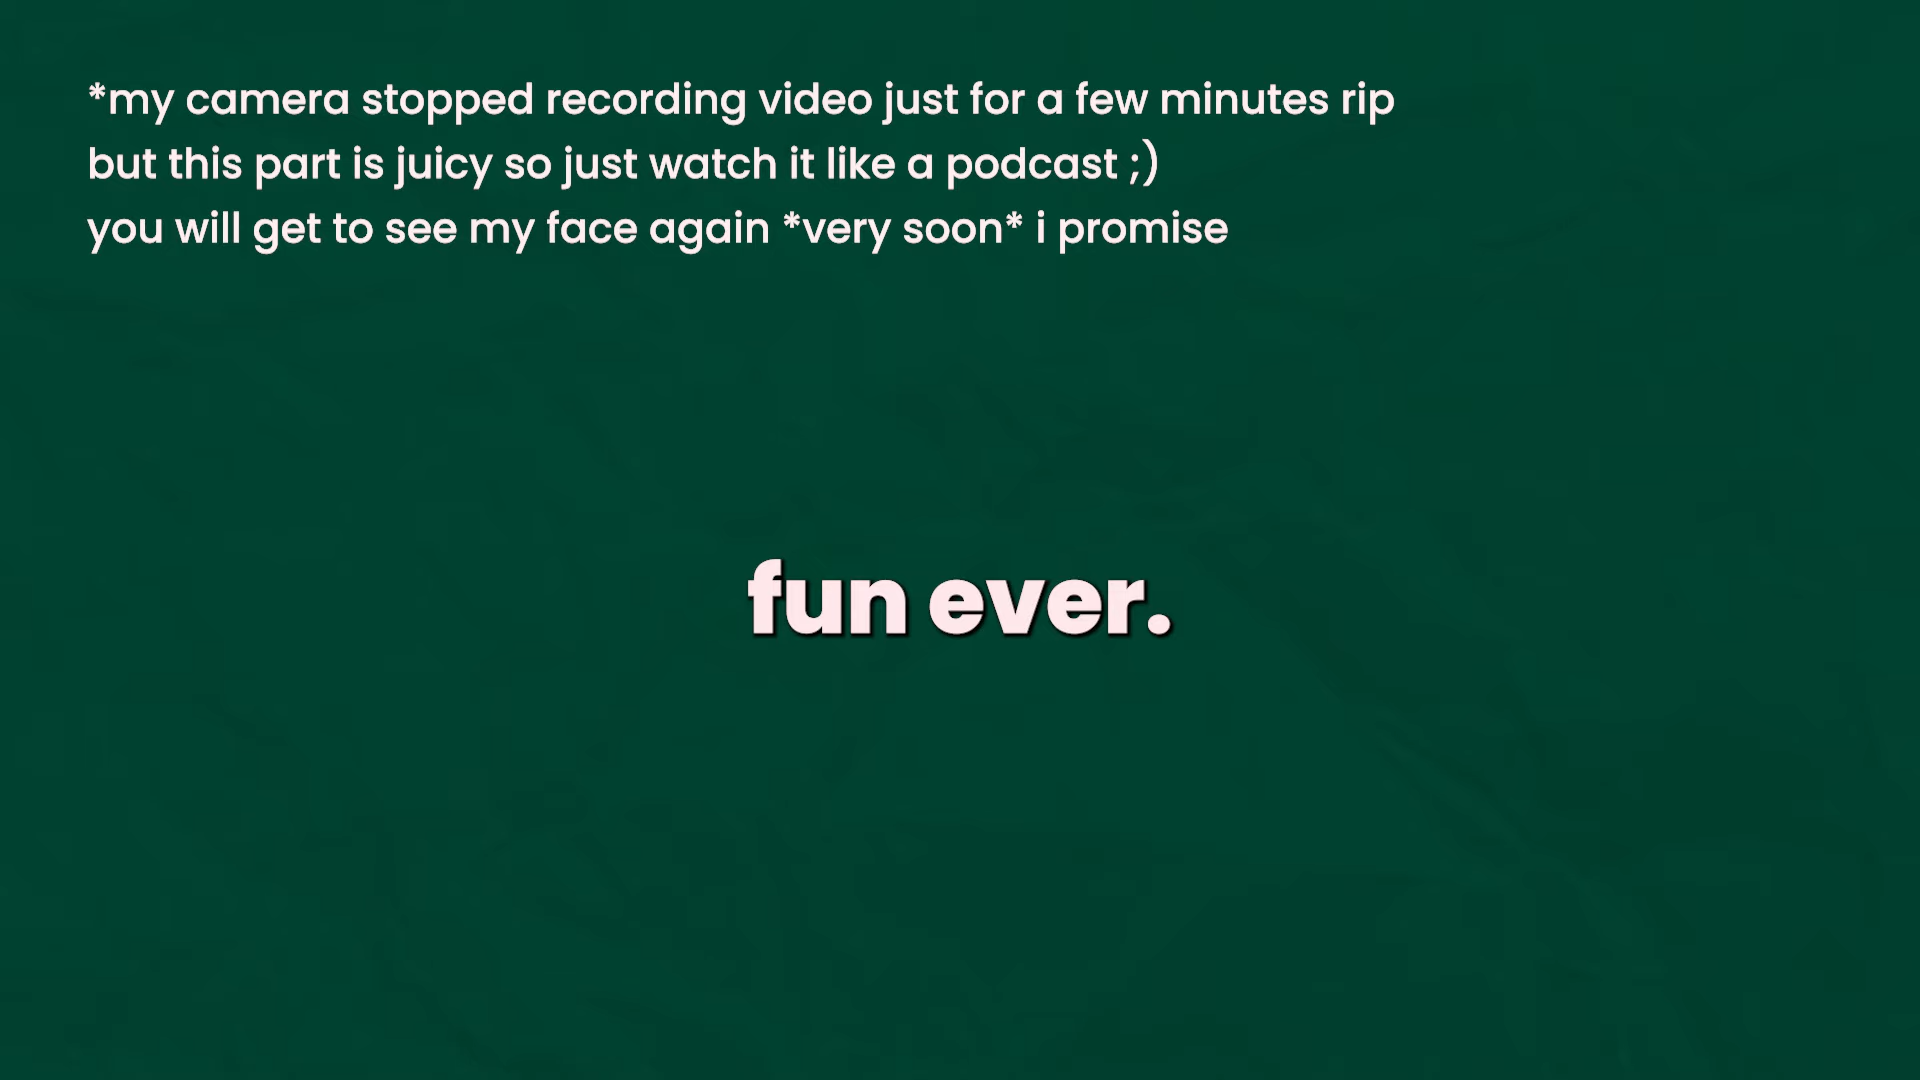 *my camera stopped recording video just for a few minutes rip
but this part is juicy so just watch it like a podcast ;)
you will get to see my face again *very soon* i promise
fun ever.